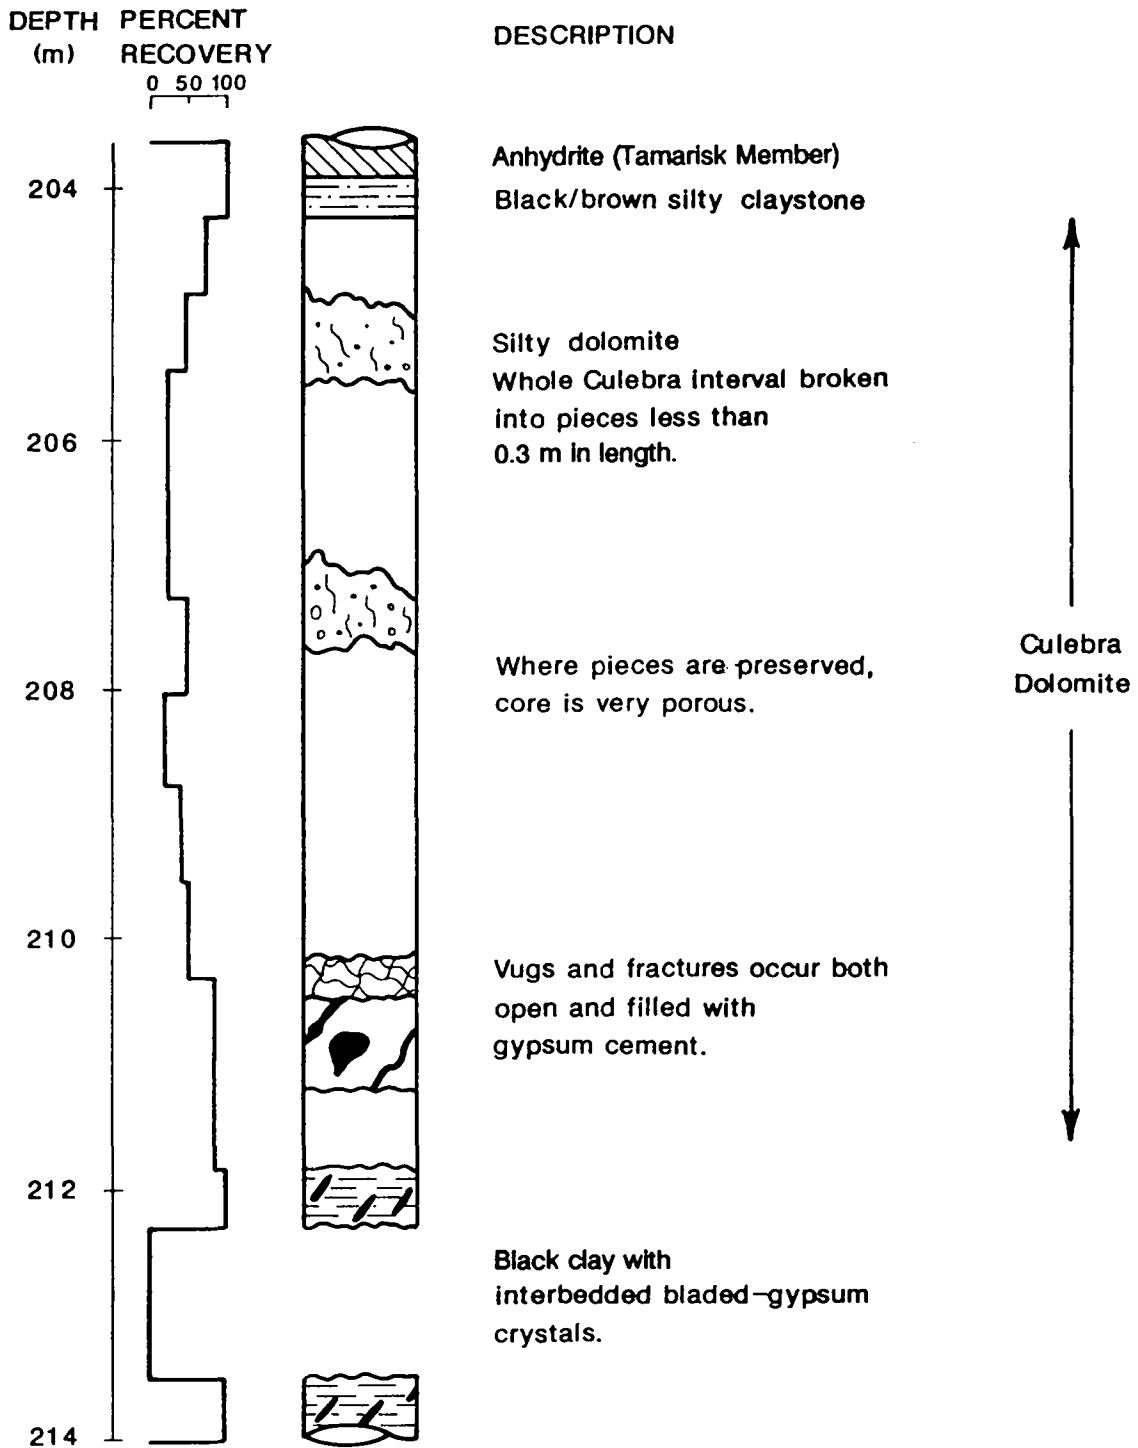 DEPTH PERCENT
(m) RECOVERY
0 50 100
DESCRIPTION
Anhydrite (Tamarisk Member)
204
Black/brown silty claystone
Silty dolomite
Whole Culebra interval broken
into pieces less than
0.3 m in length.
206
Culebra
Dolomite
Where pieces are preserved,
core is very porous.
208
210
Vugs and fractures occur both
open and filled with
gypsum cement.
212
Black clay with
interbedded bladed-gypsum
crystals.
214